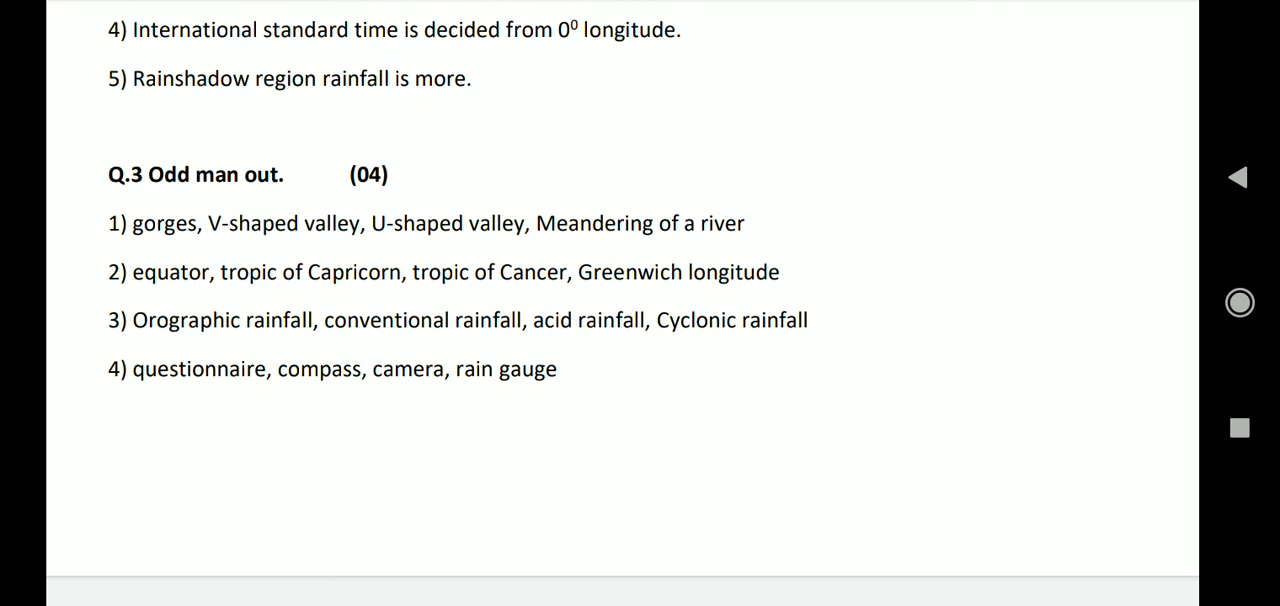 4) International standard time is decided from 0⁰ longitude.
5) Rainshadow region rainfall is more.
Q.3 Odd man out. (04)
1) gorges, V-shaped valley, U-shaped valley, Meandering of a river
2) equator, tropic of Capricorn, tropic of Cancer, Greenwich longitude
3) Orographic rainfall, conventional rainfall, acid rainfall, Cyclonic rainfall
4) questionnaire, compass, camera, rain gauge